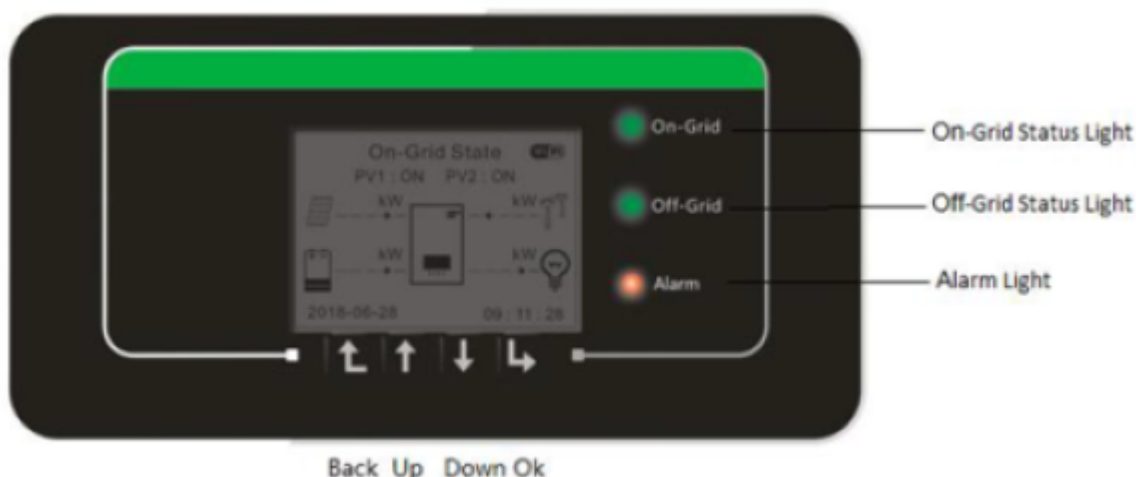 On-Grid State
PV1 : ON PV2 : ON
kW kW
kW kW
2018-06-28 09 : 11 : 28
On-Grid
Off-Grid
Alarm
On-Grid Status Light
Off-Grid Status Light
Alarm Light
Back Up Down Ok